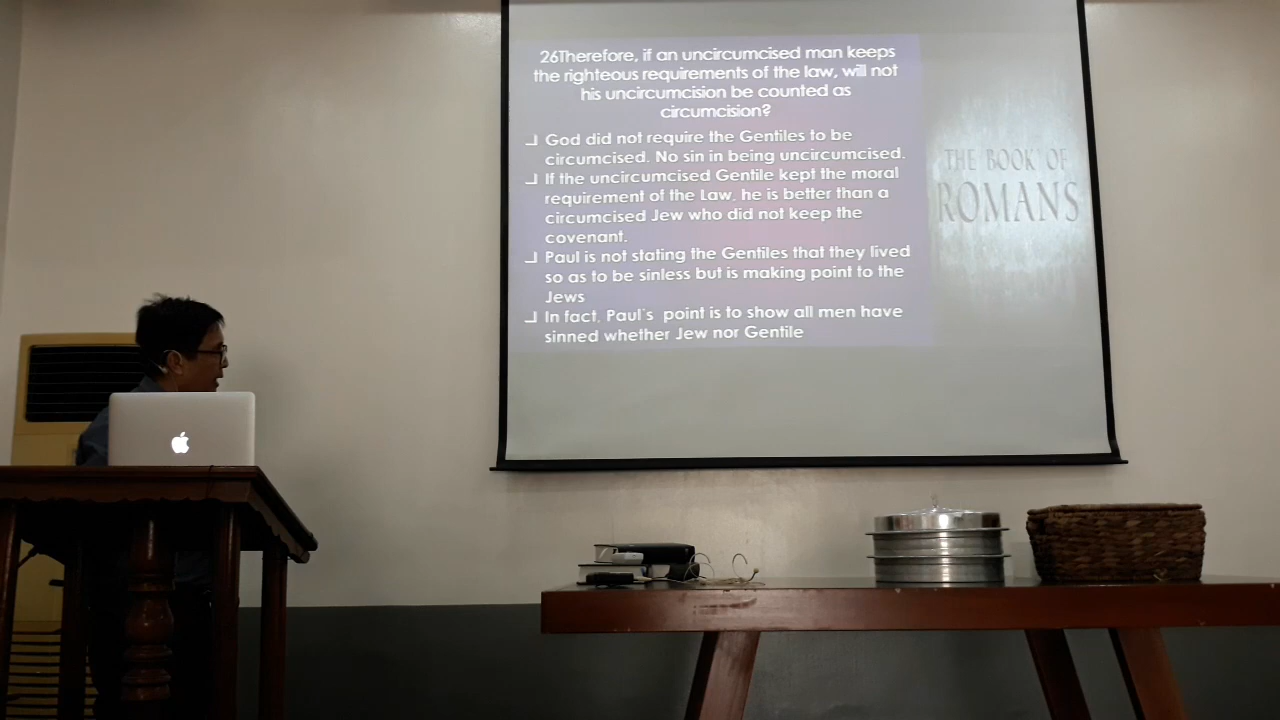 26Therefore, if an uncircumcised man keeps
the righteous requirements of the law, will not
his uncircumcision be counted as
circumcision?
God did not require the Gentiles to be
circumcised. No sin in being uncircumcised.
If the uncircumcised Gentile kept the moral
requirement of the Law, he is better than a
circumcised Jew who did not keep the
covenant.
Paul is not stating the Gentiles that they lived
so as to be sinless but is making point to the
Jews
In fact, Paul's point is to show all men have
sinned whether Jew nor Gentile
THE BOOK OF
ROMANS